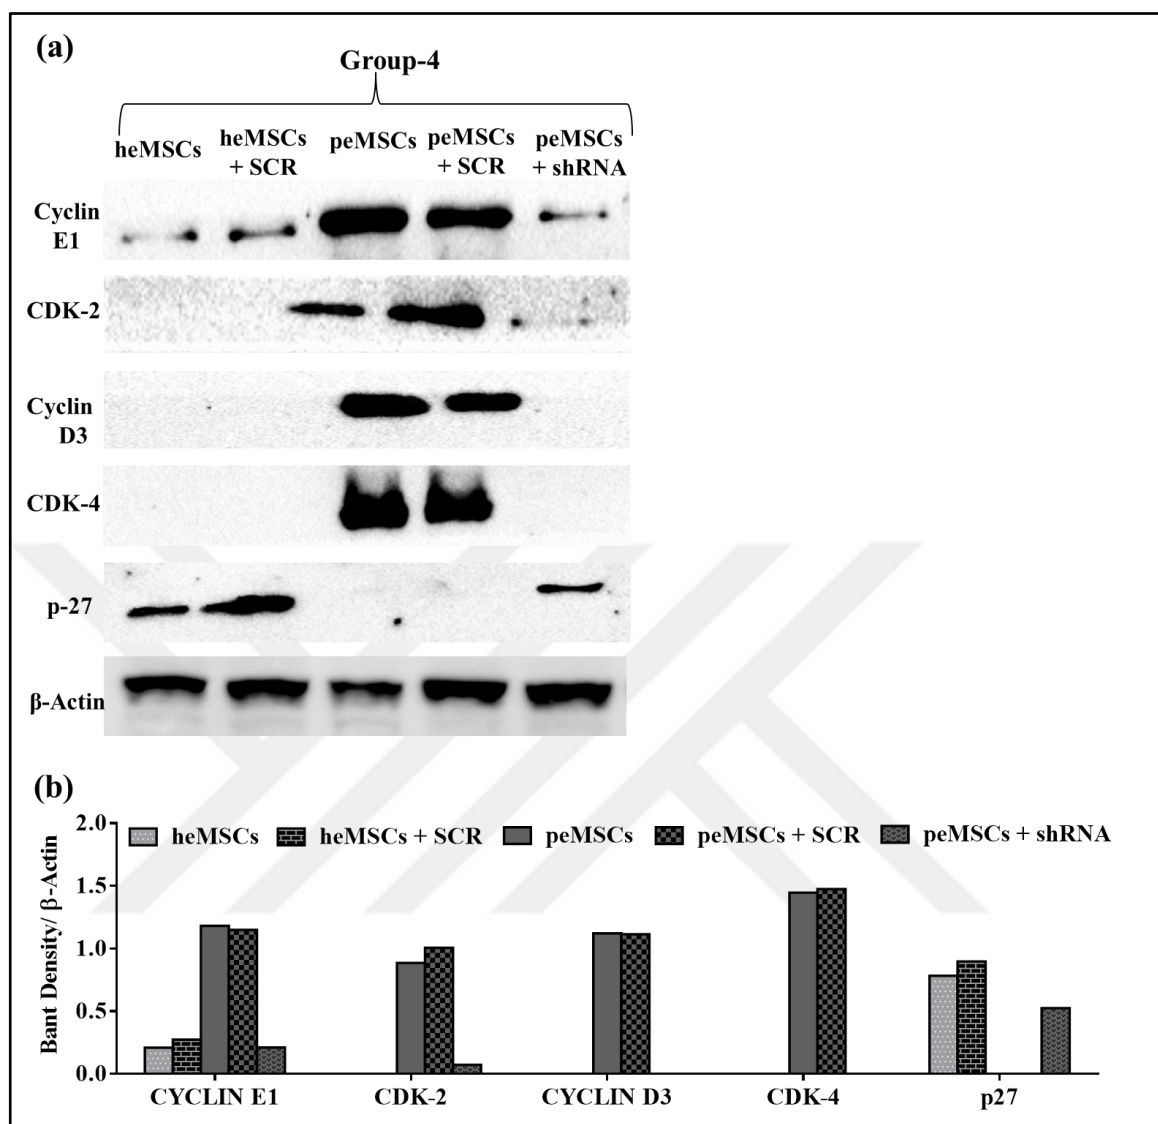 (a)
Group-4
heMSCs
heMSCs
+ SCR
peMSCs
peMSCs
+ SCR
peMSCs
+ shRNA
Cyclin
E1
CDK-2
Cyclin
D3
CDK-4
p-27
β-Actin
(b)
Bant Density/ β-Actin
2.0
1.5
1.0
0.5
0.0
heMSCs
heMSCs + SCR
peMSCs
peMSCs + SCR
peMSCs + shRNA
CYCLIN E1
CDK-2
CYCLIN D3
CDK-4
p27